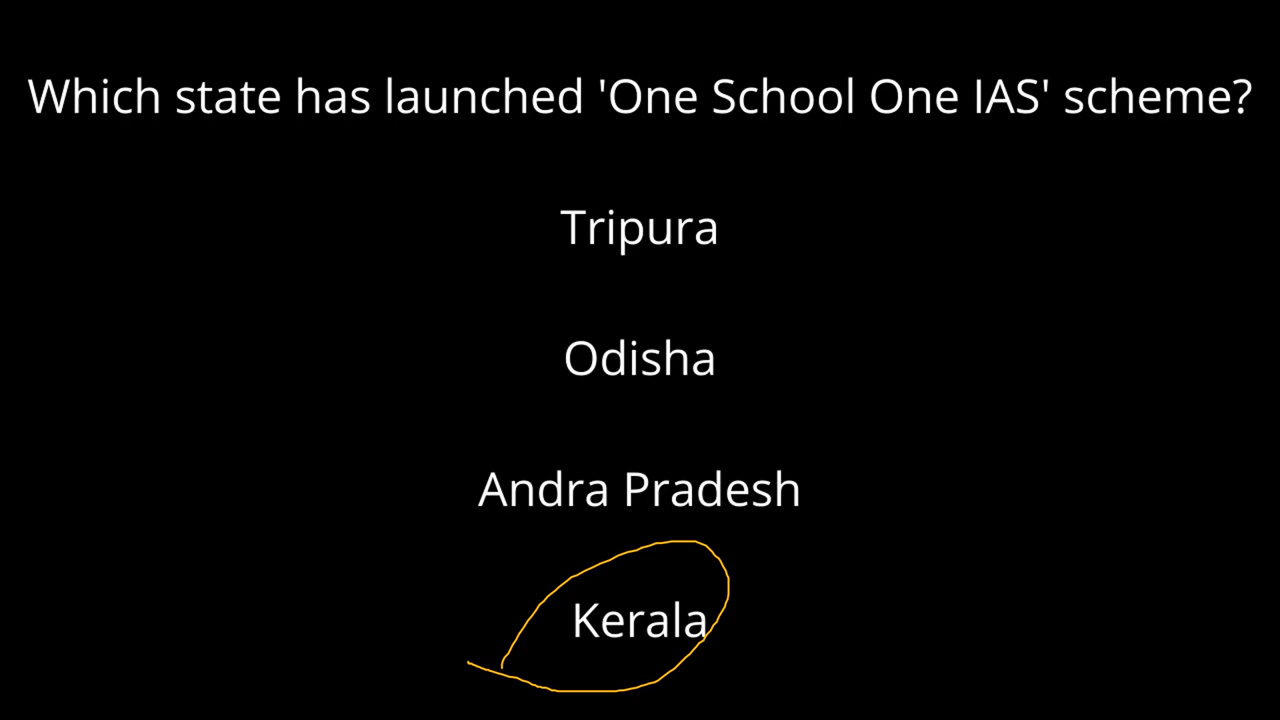 Which state has launched 'One School One IAS' scheme?
Tripura
Odisha
Andra Pradesh
Kerala